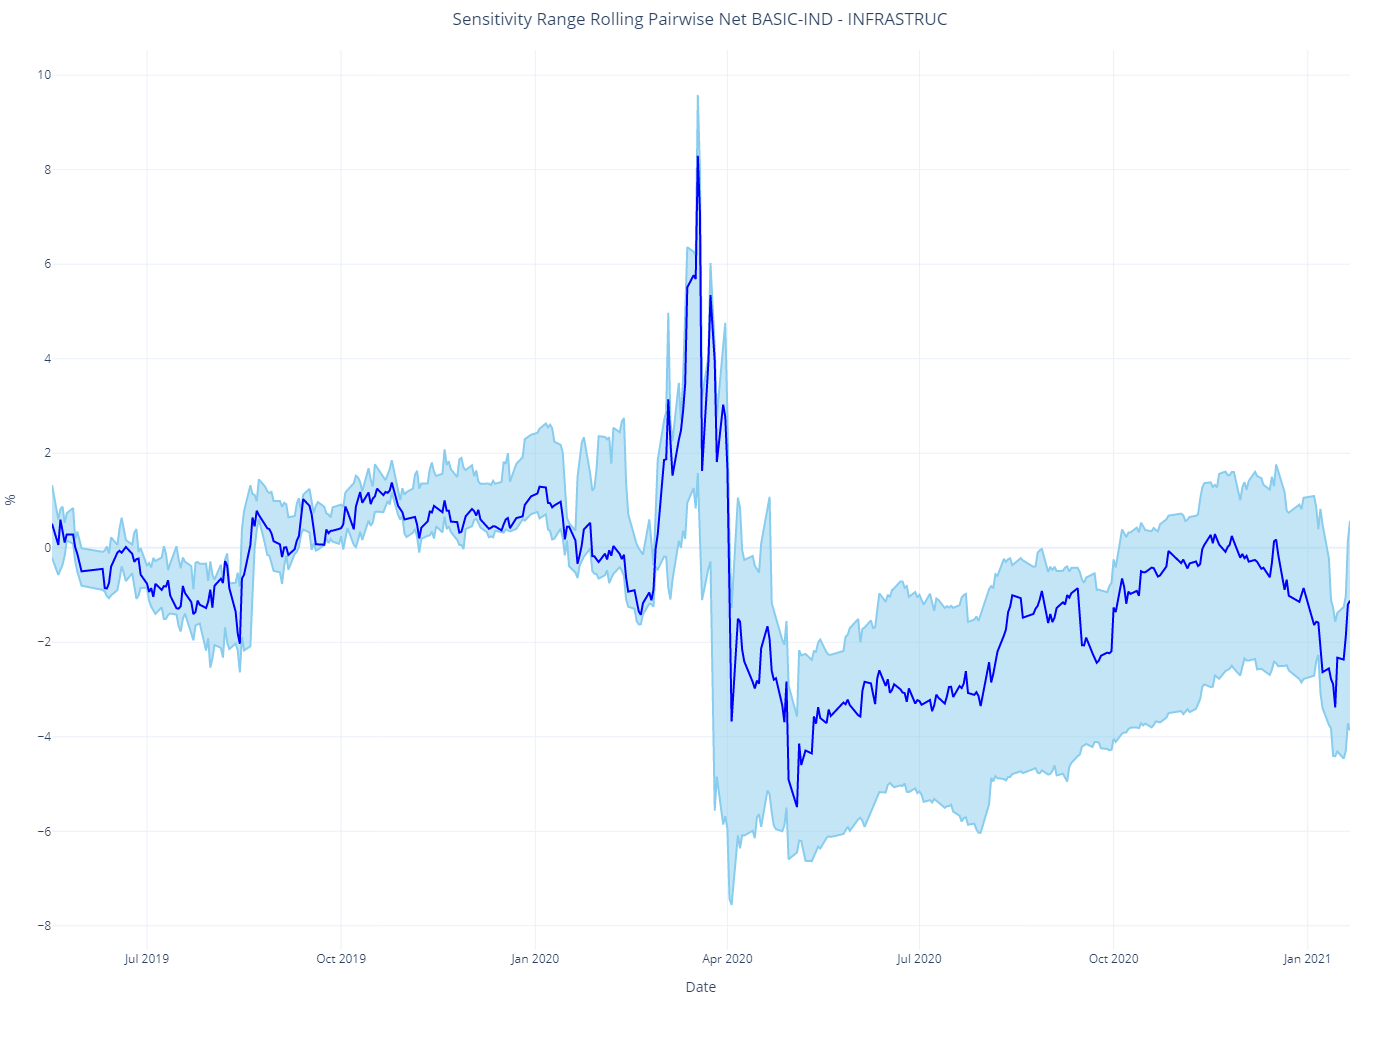 Sensitivity Range Rolling Pairwise Net BASIC-IND - INFRASTRUC
10
8
6
4
2
0
−2
−4
−6
−8
%
Jul 2019
Oct 2019
Jan 2020
Apr 2020
Jul 2020
Oct 2020
Jan 2021
Date